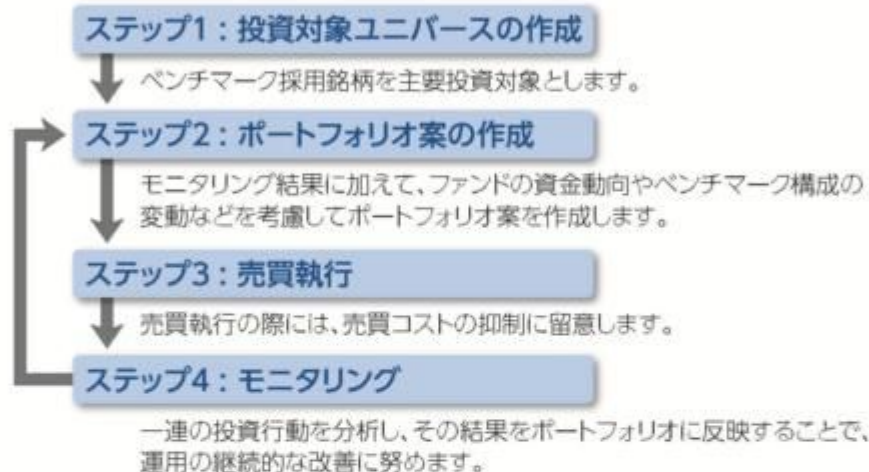 ステップ1：投資対象ユニバースの作成
ベンチマーク採用銘柄を主要投資対象とします。
ステップ2：ポートフォリオ案の作成
モニタリング結果に加えて、ファンドの資金動向やベンチマーク構成の
変動などを考慮してポートフォリオ案を作成します。
ステップ3：売買執行
売買執行の際には、売買コストの抑制に留意します。
ステップ4：モニタリング
一連の投資行動を分析し、その結果をポートフォリオに反映することで、
運用の継続的な改善に努めます。